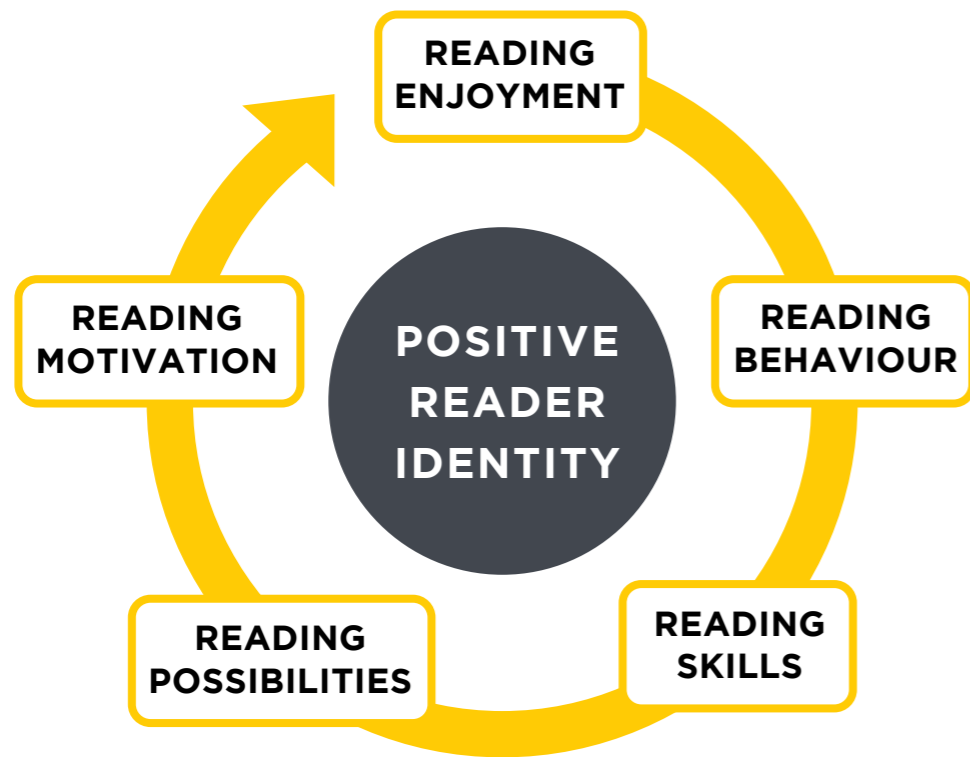 READING
ENJOYMENT
READING
BEHAVIOUR
READING
SKILLS
READING
POSSIBILITIES
READING
MOTIVATION
POSITIVE
READER
IDENTITY